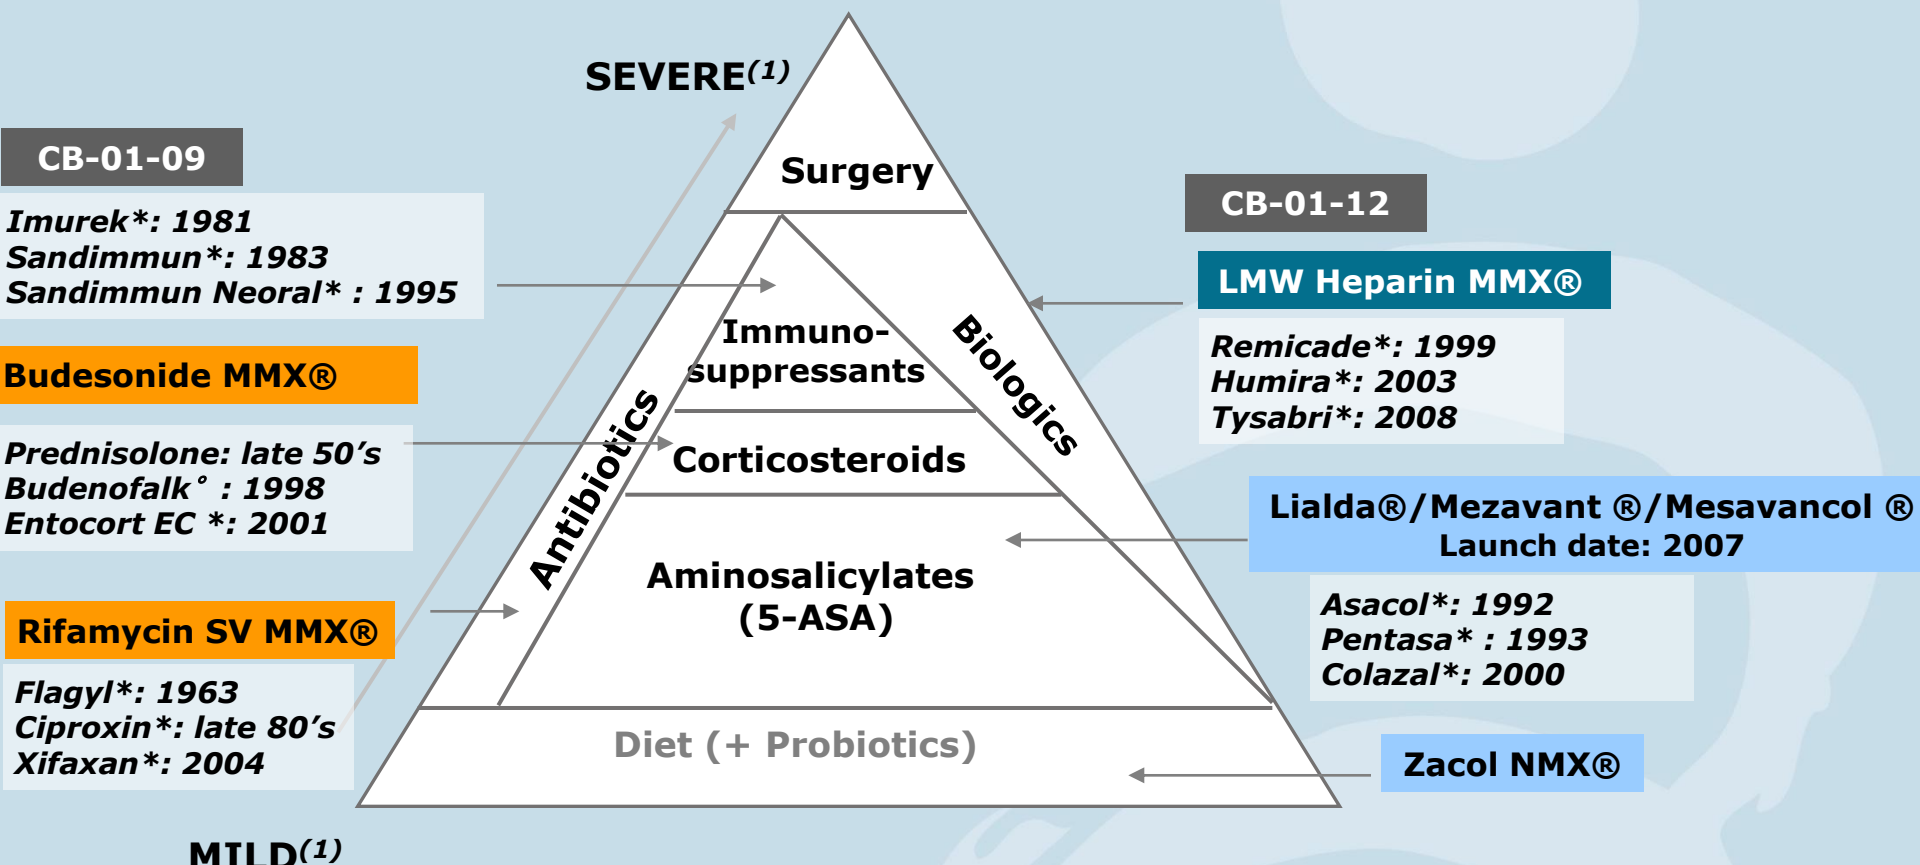 SEVERE(1)
CB-01-09
Imurek*: 1981
Sandimmun*: 1983
Sandimmun Neoral* : 1995
Budesonide MMX®
Prednisolone: late 50’s
Budenofalk° : 1998
Entocort EC *: 2001
Rifamycin SV MMX®
Flagyl*: 1963
Ciproxin*: late 80’s
Xifaxan*: 2004
MILD(1)
Surgery
Immuno-
suppressants
Corticosteroids
Aminosalicylates
(5-ASA)
Diet (+ Probiotics)
Antibiotics
Biologics
CB-01-12
LMW Heparin MMX®
Remicade*: 1999
Humira*: 2003
Tysabri*: 2008
Lialda®/Mezavant ®/Mesavancol ®
Launch date: 2007
Asacol*: 1992
Pentasa* : 1993
Colazal*: 2000
Zacol NMX®